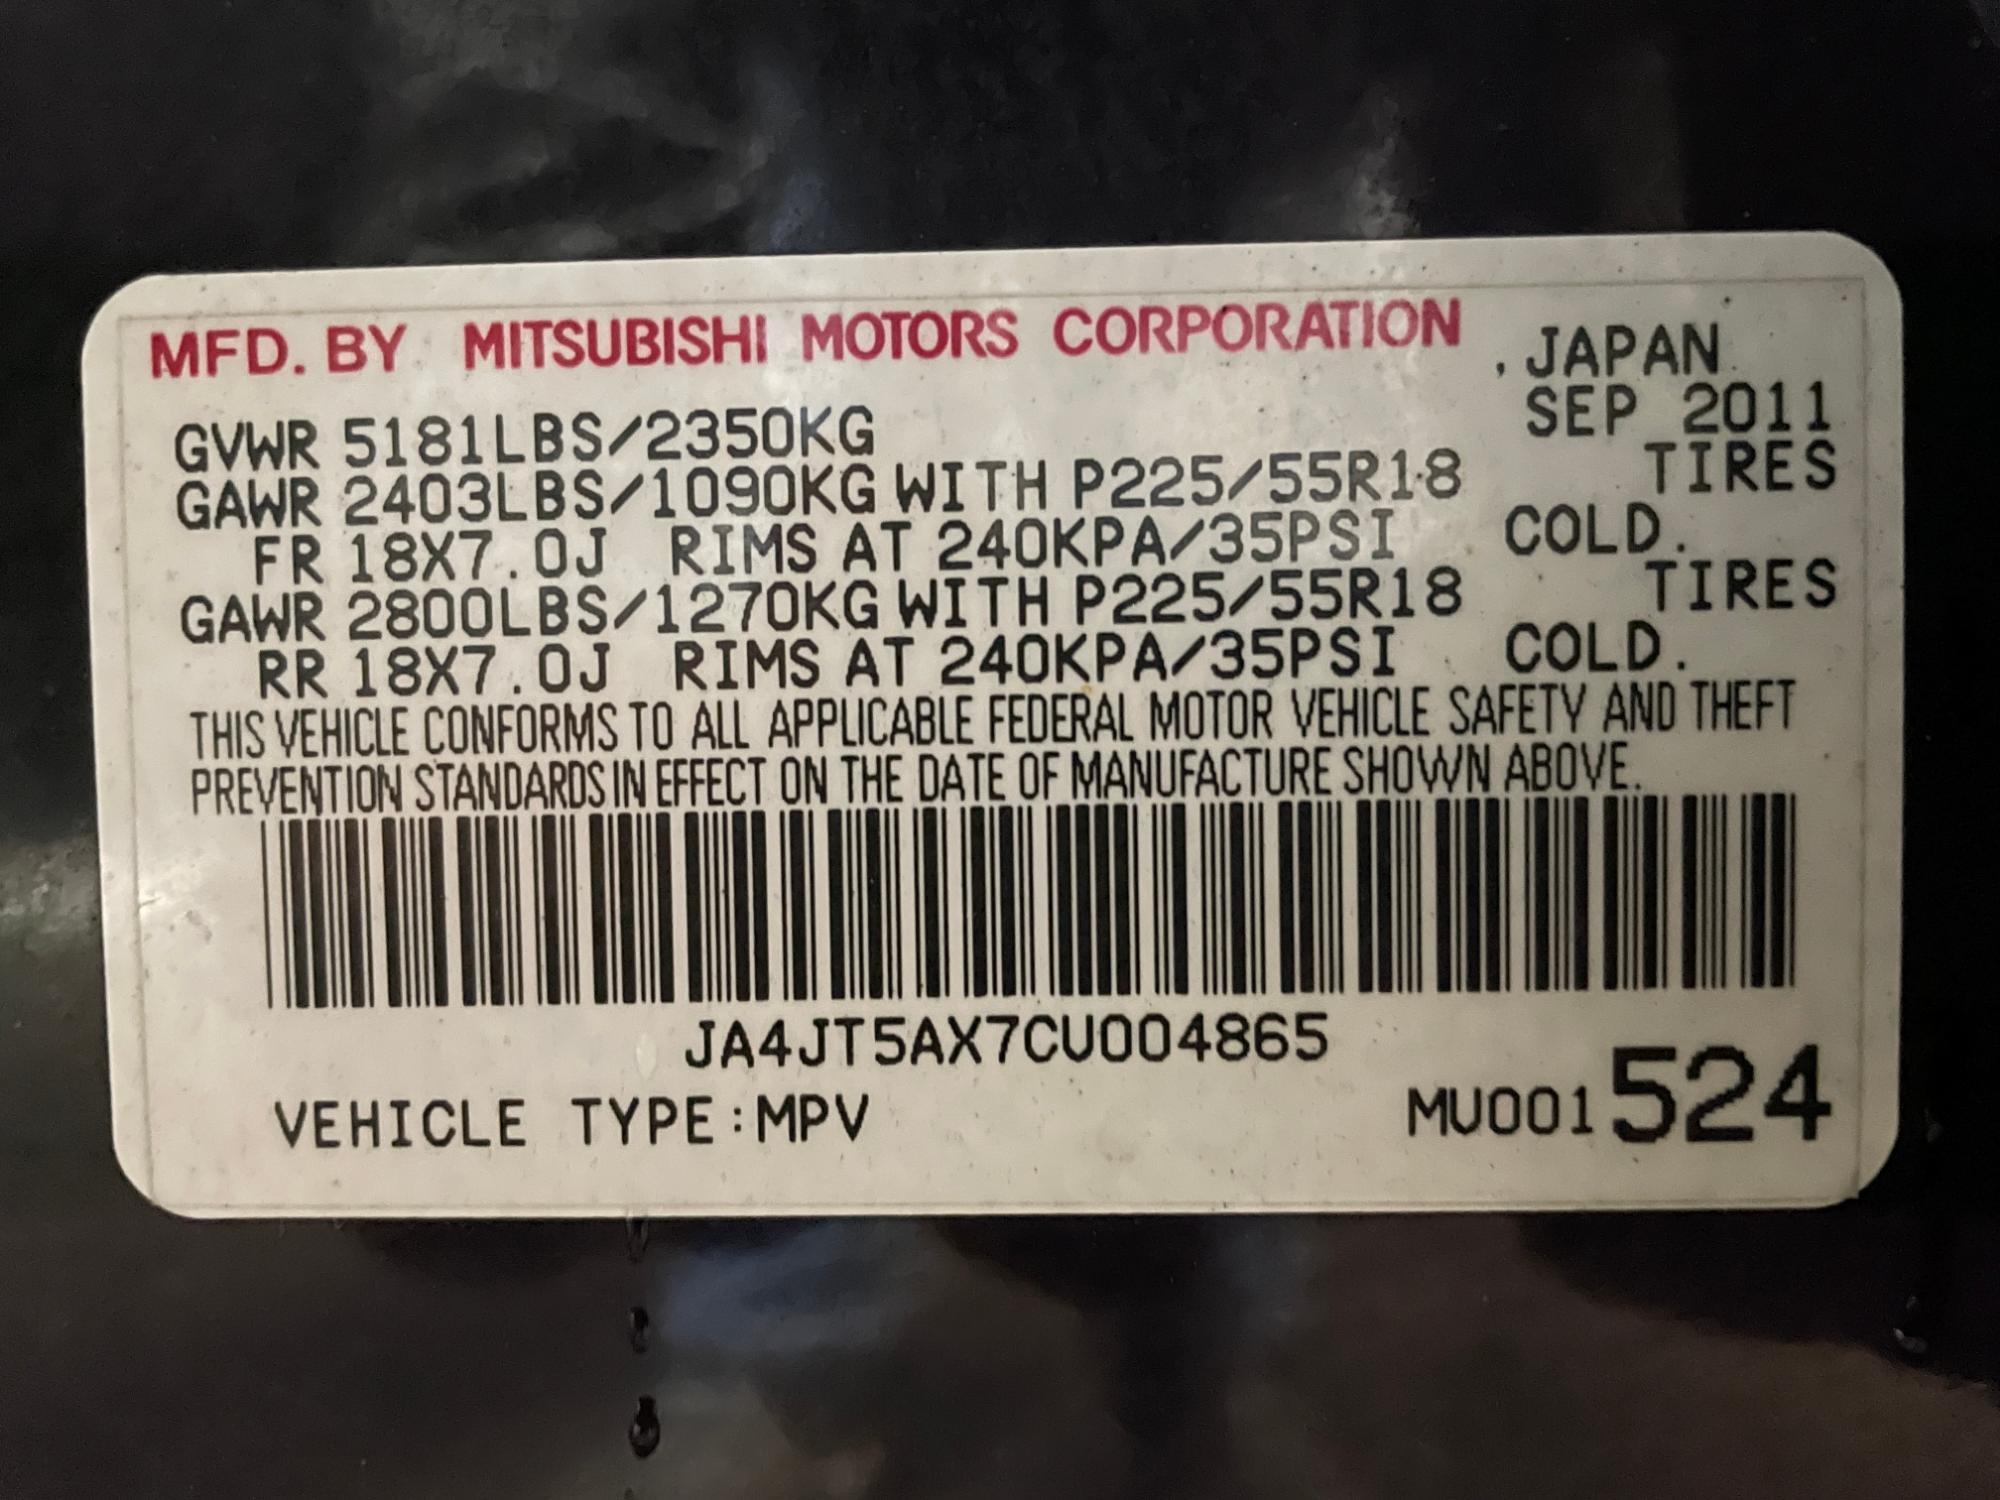 MFD. BY MITSUBISHI MOTORS CORPORATION , JAPAN
SEP 2011
GVWR 5181LBS/2350KG
GAWR 2403LBS/1090KG WITH P225/55R18 TIRES
FR 18X7.0J RIMS AT 240KPA/35PSI COLD.
GAWR 2800LBS/1270KG WITH P225/55R18 TIRES
RR 18X7.0J RIMS AT 240KPA/35PSI COLD.
THIS VEHICLE CONFORMS TO ALL APPLICABLE FEDERAL MOTOR VEHICLE SAFETY AND THEFT
PREVENTION STANDARDS IN EFFECT ON THE DATE OF MANUFACTURE SHOWN ABOVE.
JA4JT5AX7CU004865
VEHICLE TYPE:MPV MU001524